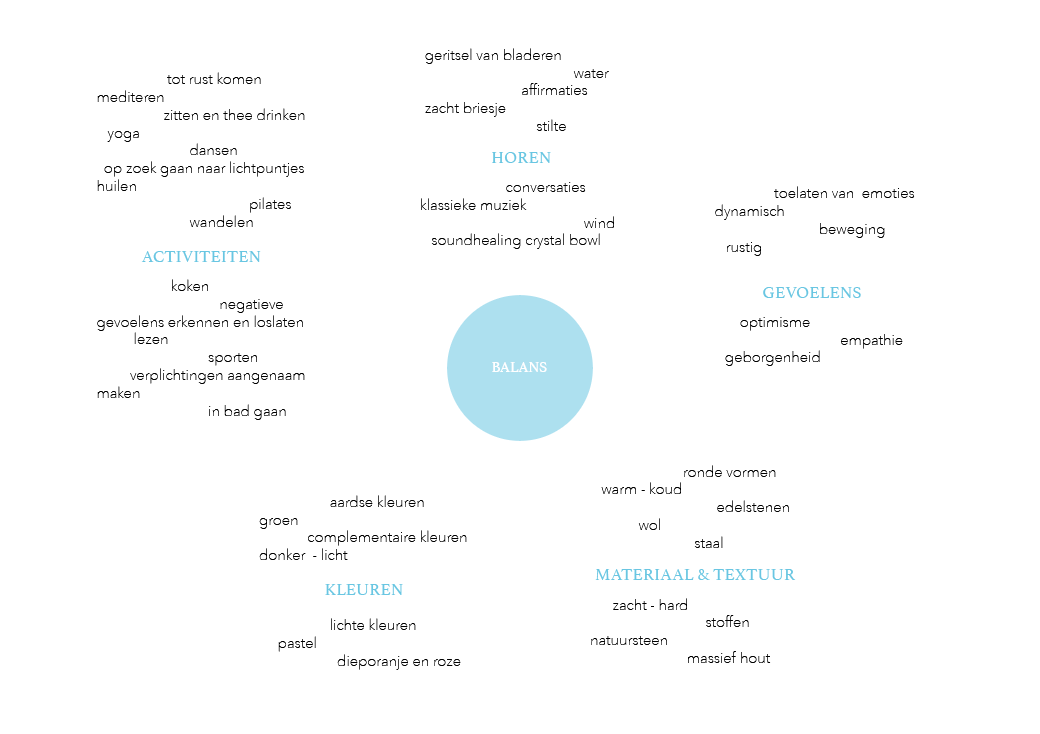 tot rust komen
mediteren
zitten en thee drinken
yoga
dansen
op zoek gaan naar lichtpuntjes
huilen
pilates
wandelen
ACTIVITEITEN
koken
negatieve
gevoelens erkennen en loslaten
lezen
sporten
verplichtingen aangenaam
maken
in bad gaan
geritsel van bladeren
water
affirmaties
zacht briesje
stilte
HOREN
conversaties
klassieke muziek
wind
soundhealing crystal bowl
toelaten van emoties
dynamisch
beweging
rustig
GEVOELENS
optimisme
empathie
geborgenheid
BALANS
aardse kleuren
groen
complementaire kleuren
donker - licht
KLEUREN
lichte kleuren
pastel
dieporanje en roze
ronde vormen
warm - koud
edelstenen
wol
staal
MATERIAAL & TEXTUUR
zacht - hard
stoffen
natuursteen
massief hout